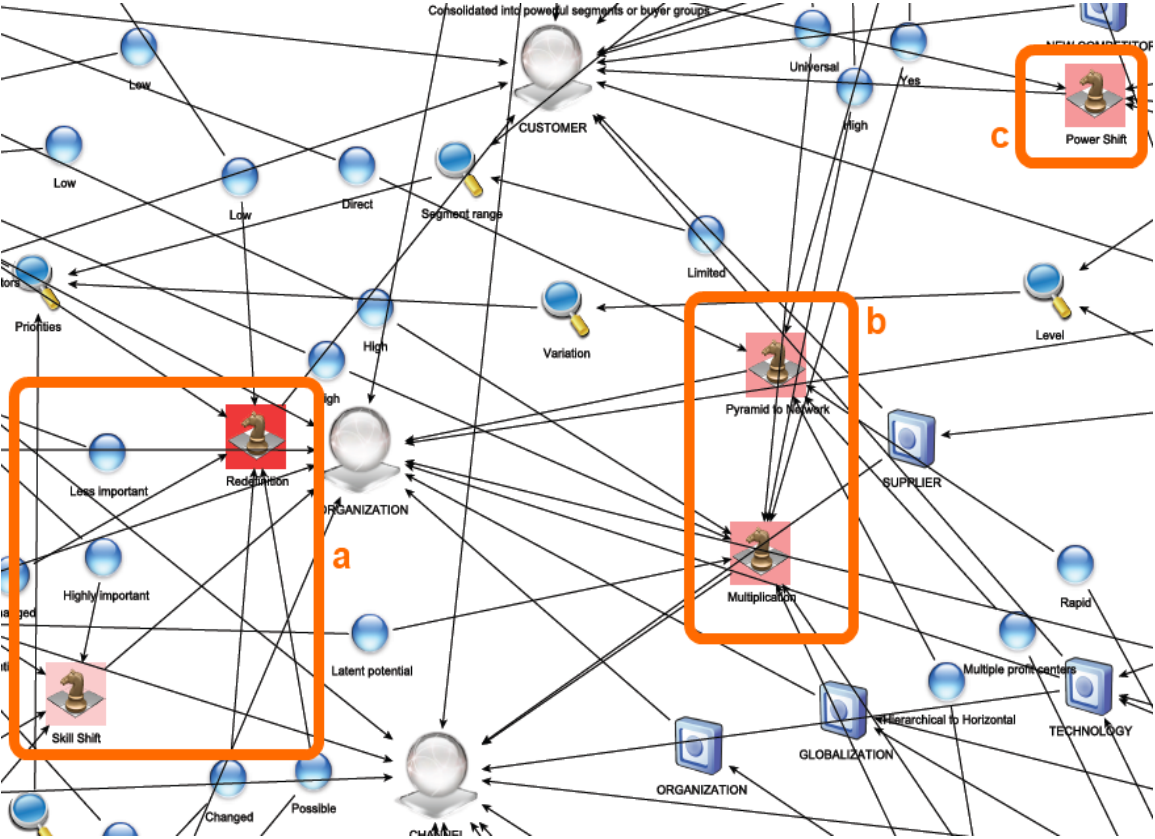 Consolidated into powerful segments or buyer groups
NEW COMPETITOR
Universal
Yes
Low
High
CUSTOMER
c
Power Shift
Low
Low
Direct
Segment range
Limited
Priorities
High
Variation
b
Level
Pyramid to Network
Redefinition
Less important
ORGANIZATION
SUPPLIER
a
Highly important
Multiplication
Rapid
Latent potential
Multiple profit centers
Skill Shift
Hierarchical to Horizontal
TECHNOLOGY
GLOBALIZATION
ORGANIZATION
Changed
Possible
CHANNEL